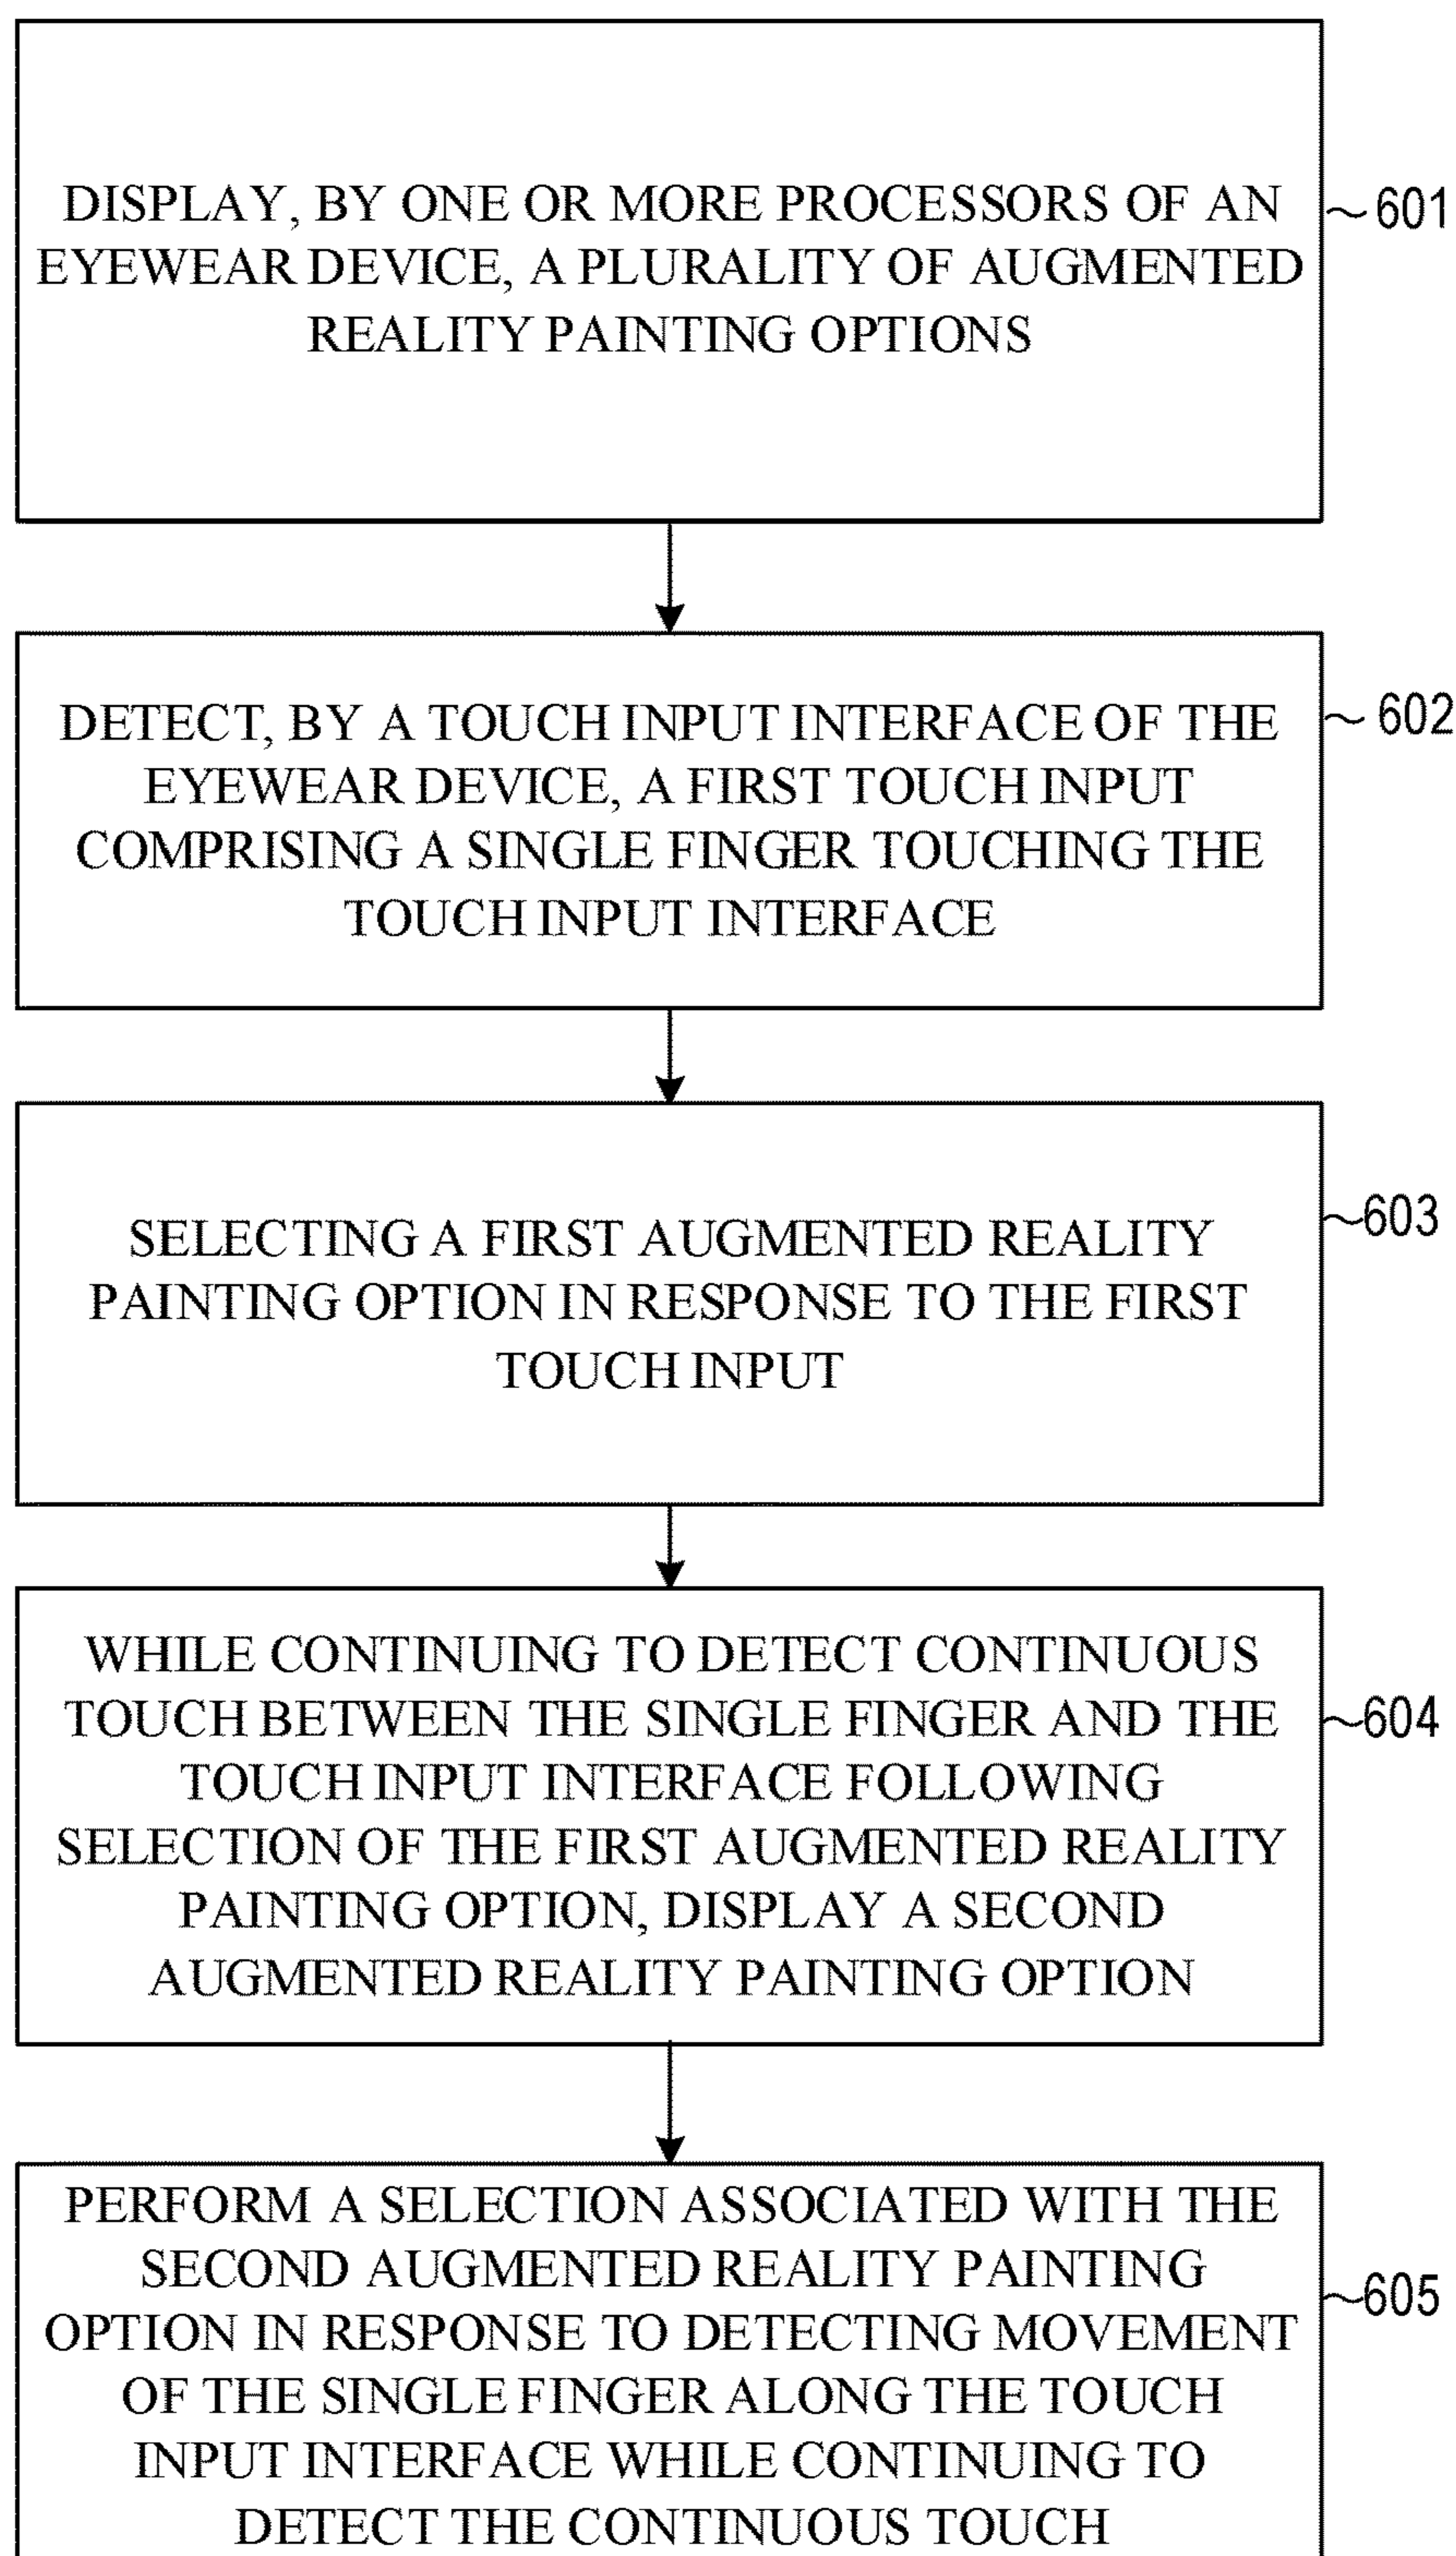 DISPLAY, BY ONE OR MORE PROCESSORS OF AN
EYEWEAR DEVICE, A PLURALITY OF AUGMENTED
REALITY PAINTING OPTIONS
601
DETECT, BY A TOUCH INPUT INTERFACE OF THE
EYEWEAR DEVICE, A FIRST TOUCH INPUT
COMPRISING A SINGLE FINGER TOUCHING THE
TOUCH INPUT INTERFACE
602
SELECTING A FIRST AUGMENTED REALITY
PAINTING OPTION IN RESPONSE TO THE FIRST
TOUCH INPUT
603
WHILE CONTINUING TO DETECT CONTINUOUS
TOUCH BETWEEN THE SINGLE FINGER AND THE
TOUCH INPUT INTERFACE FOLLOWING
SELECTION OF THE FIRST AUGMENTED REALITY
PAINTING OPTION, DISPLAY A SECOND
AUGMENTED REALITY PAINTING OPTION
604
PERFORM A SELECTION ASSOCIATED WITH THE
SECOND AUGMENTED REALITY PAINTING
OPTION IN RESPONSE TO DETECTING MOVEMENT
OF THE SINGLE FINGER ALONG THE TOUCH
INPUT INTERFACE WHILE CONTINUING TO
DETECT THE CONTINUOUS TOUCH
605